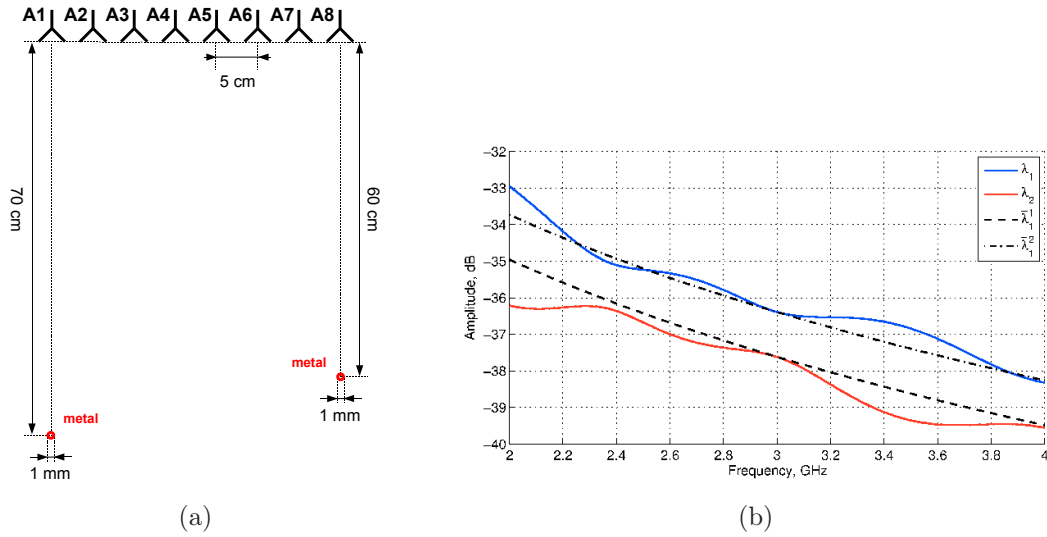 A1 A2 A3 A4 A5 A6 A7 A8
5 cm
70 cm
60 cm
metal
1 mm
metal
1 mm
(a)
−32
−33
−34
−35
−36
−37
−38
−39
−40
Amplitude, dB
2 2.2 2.4 2.6 2.8 3 3.2 3.4 3.6 3.8 4
Frequency, GHz
λ₁
λ₂
λ̄₁¹
λ̄₁²
(b)